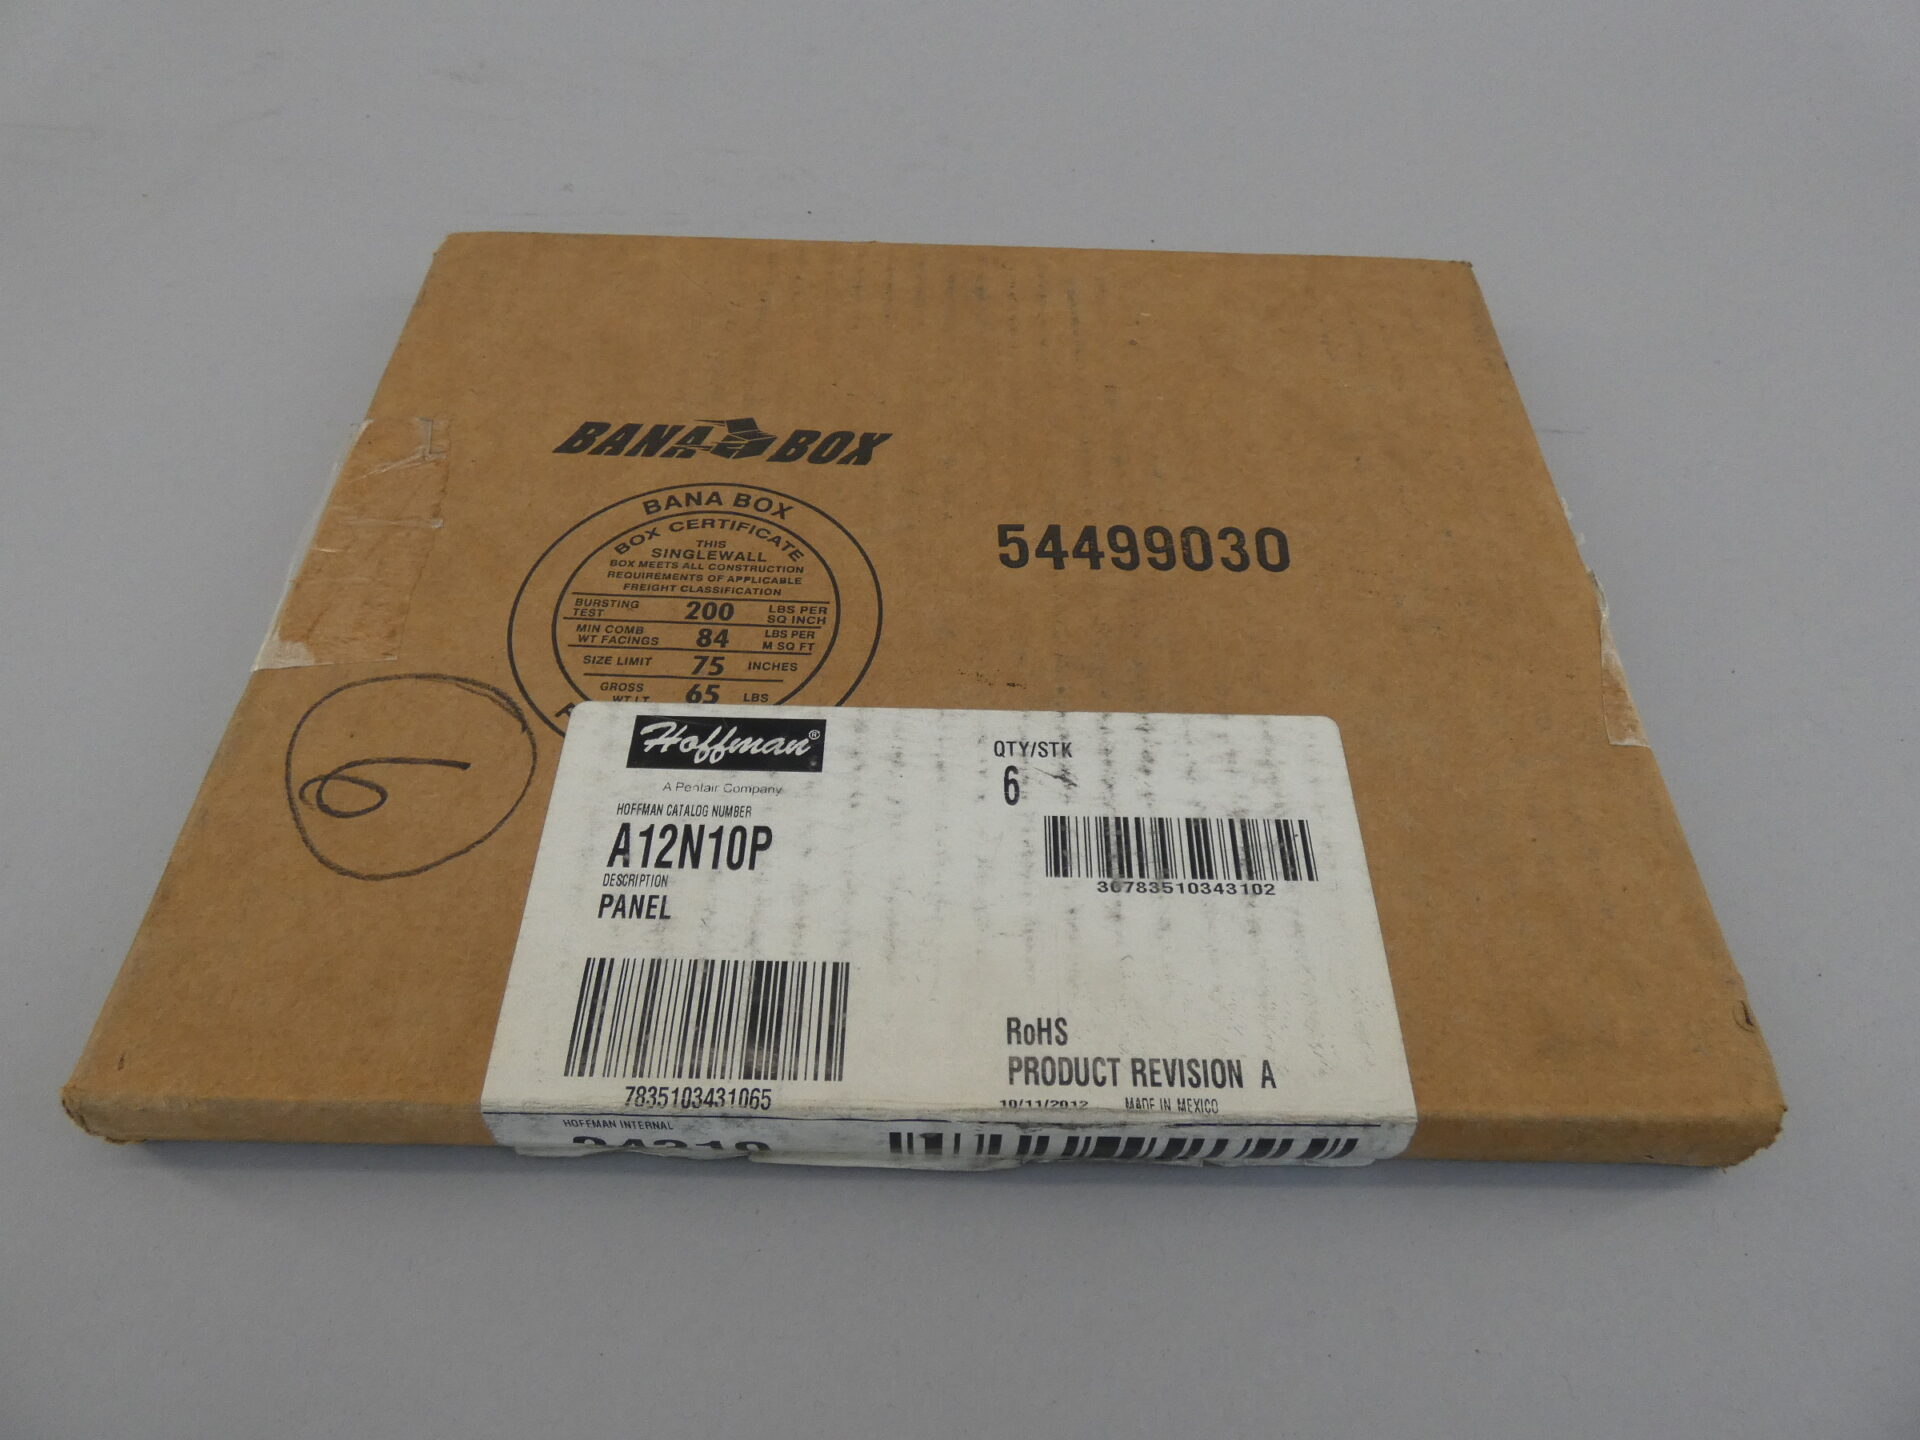 BANA BOX
BANA BOX
BOX CERTIFICATE
THIS
SINGLEWALL
BOX MEETS ALL CONSTRUCTION
REQUIREMENTS OF APPLICABLE
FREIGHT CLASSIFICATION
BURSTING TEST 200 LBS PER SQ INCH
MIN COMB WT FACINGS 84 LBS PER M SQ FT
SIZE LIMIT 75 INCHES
GROSS WT LT 65 LBS
54499030
6
Hoffman®
A Pentair Company
HOFFMAN CATALOG NUMBER
A12N10P
DESCRIPTION
PANEL
7835103431065
QTY/STK
6
30783510343102
RoHS
PRODUCT REVISION A
10/11/2012 MADE IN MEXICO
HOFFMAN INTERNAL